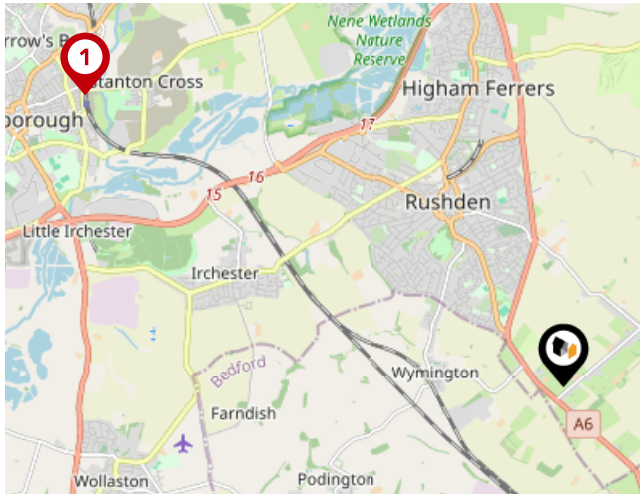 Nene Wetlands
Nature
Reserve
rrow's B
1
stanton Cross
Higham Ferrers
borough
17
16
15
Rushden
Little Irchester
Irchester
Bedford
Wymington
Farndish
A6
Wollaston
Podington